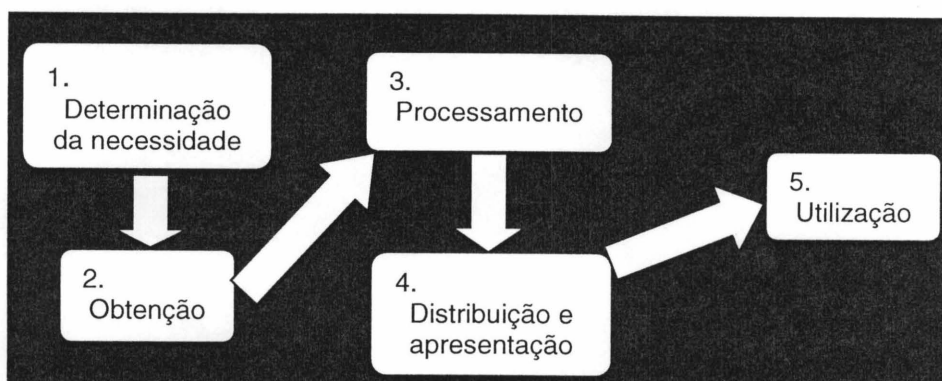 1.
Determinação
da necessidade
2.
Obtenção
3.
Processamento
4.
Distribuição e
apresentação
5.
Utilização